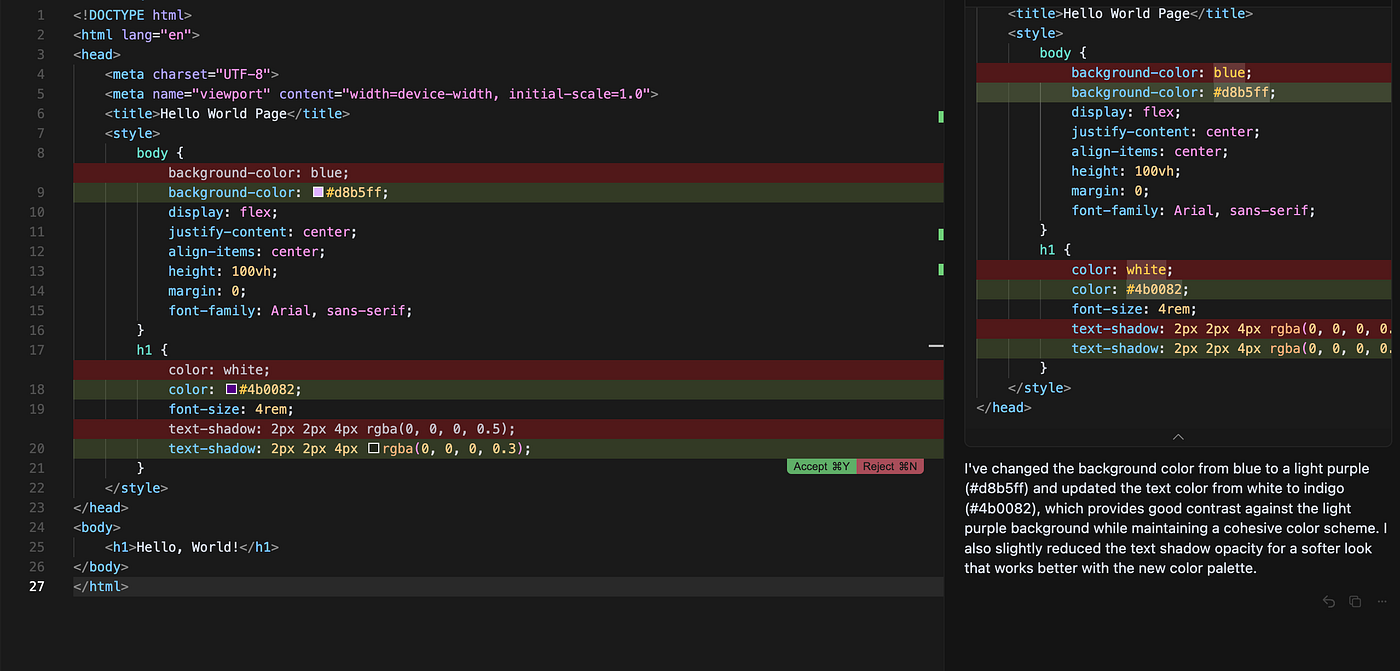 1 <!DOCTYPE html>
2 <html lang="en">
3 <head>
4 <meta charset="UTF-8">
5 <meta name="viewport" content="width=device-width, initial-scale=1.0">
6 <title>Hello World Page</title>
7 <style>
8 body {
background-color: blue;
9 background-color: #d8b5ff;
10 display: flex;
11 justify-content: center;
12 align-items: center;
13 height: 100vh;
14 margin: 0;
15 font-family: Arial, sans-serif;
16 }
17 h1 {
color: white;
18 color: #4b0082;
19 font-size: 4rem;
text-shadow: 2px 2px 4px rgba(0, 0, 0, 0.5);
20 text-shadow: 2px 2px 4px rgba(0, 0, 0, 0.3);
21 }
Accept ⌘Y Reject ⌘N
22 </style>
23 </head>
24 <body>
25 <h1>Hello, World!</h1>
26 </body>
27 </html>
<title>Hello World Page</title>
<style>
body {
background-color: blue;
background-color: #d8b5ff;
display: flex;
justify-content: center;
align-items: center;
height: 100vh;
margin: 0;
font-family: Arial, sans-serif;
}
h1 {
color: white;
color: #4b0082;
font-size: 4rem;
text-shadow: 2px 2px 4px rgba(0, 0, 0, 0.
text-shadow: 2px 2px 4px rgba(0, 0, 0, 0.
}
</style>
</head>
I've changed the background color from blue to a light purple
(#d8b5ff) and updated the text color from white to indigo
(#4b0082), which provides good contrast against the light
purple background while maintaining a cohesive color scheme. I
also slightly reduced the text shadow opacity for a softer look
that works better with the new color palette.